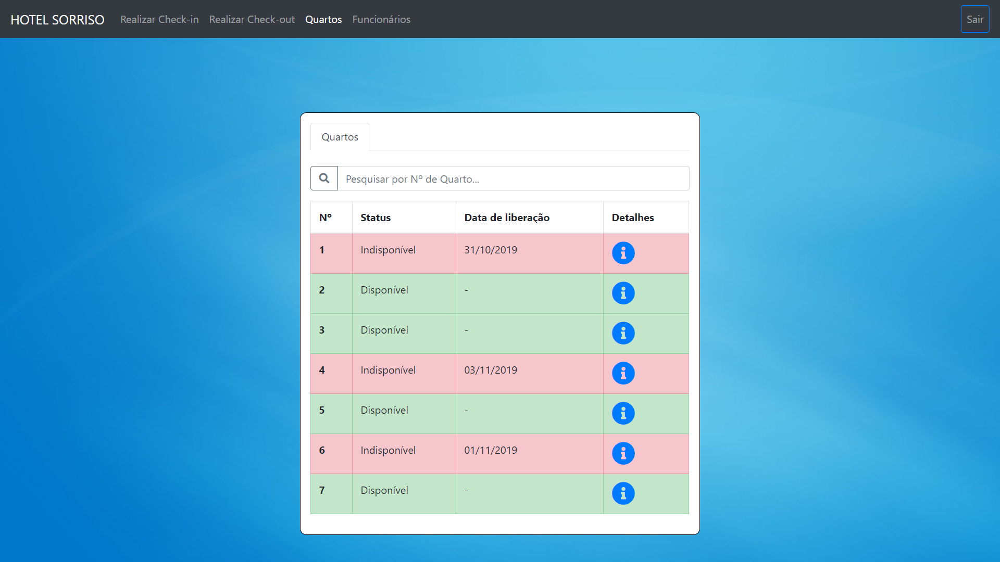 HOTEL SORRISO Realizar Check-in Realizar Check-out Quartos Funcionários Sair
Quartos
Pesquisar por Nº de Quarto...
Nº Status Data de liberação Detalhes
1 Indisponível 31/10/2019
2 Disponível -
3 Disponível -
4 Indisponível 03/11/2019
5 Disponível -
6 Indisponível 01/11/2019
7 Disponível -